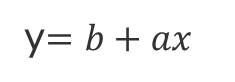 y= b + ax